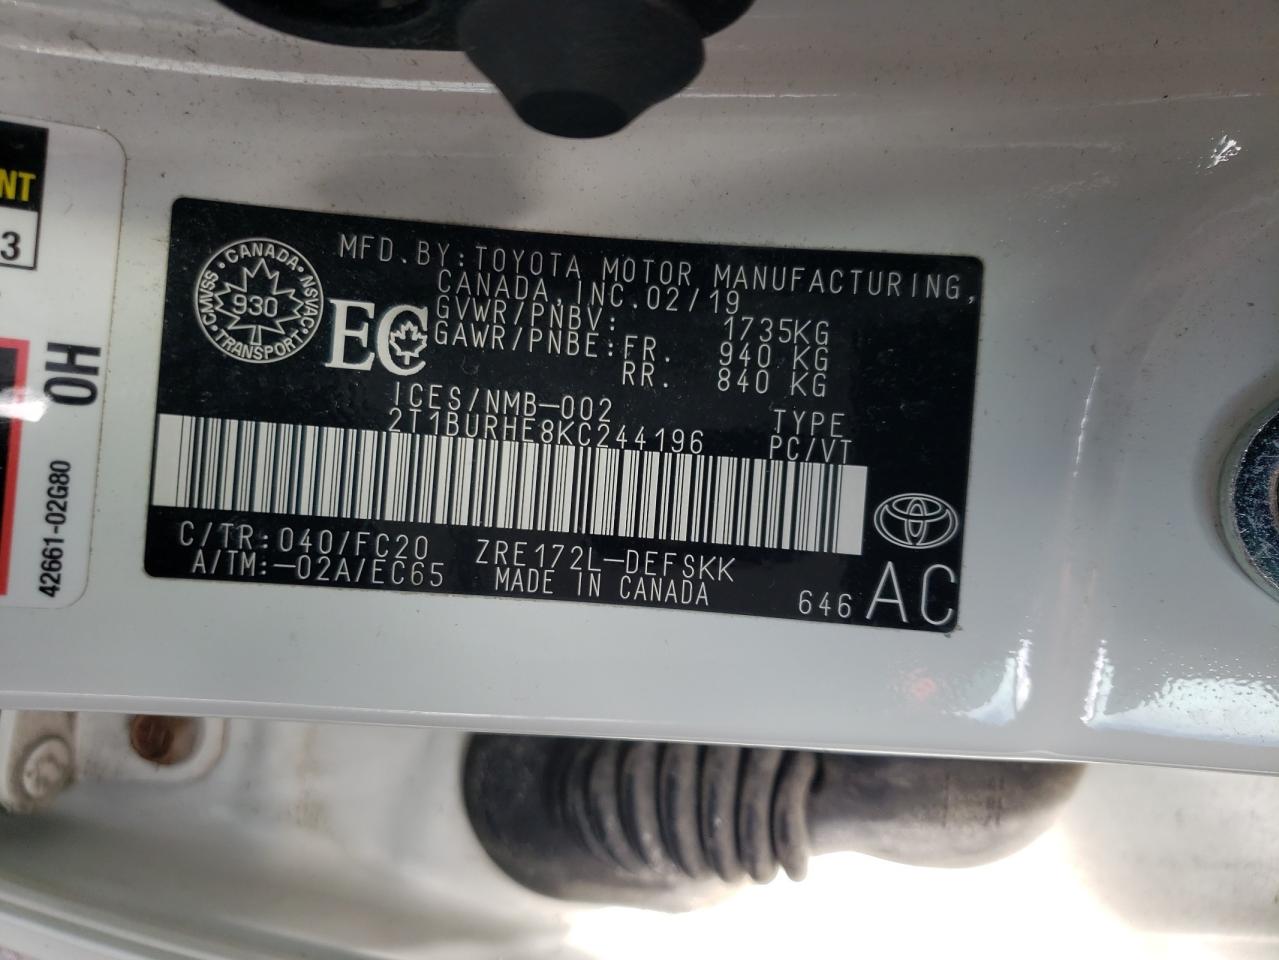 MFD.BY:TOYOTA MOTOR MANUFACTURING,
CANADA, INC. 02/19
GVWR/PNBV: 1735KG
GAWR/PNBE: FR. 940 KG
RR. 840 KG
CANADA
CMVSS NSVAC
930
TRANSPORT
EC
ICES/NMB-002
2T1BURHE8KC244196
TYPE
PC/VT
C/TR: 040/FC20
A/TM:-02A/EC65
ZRE172L-DEFSKK
MADE IN CANADA
646 AC
NT
3
OH
42661-02G80